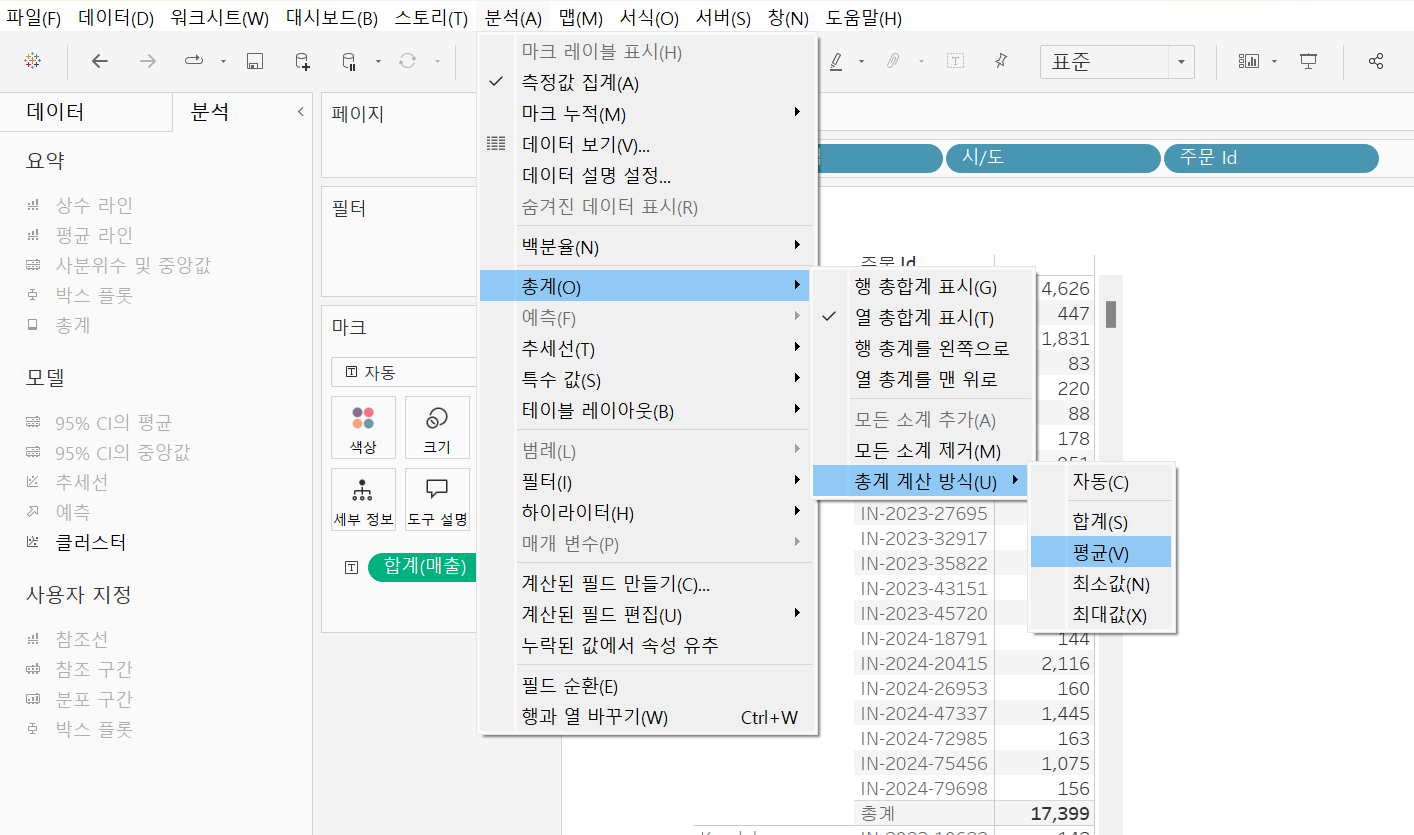 파일(F) 데이터(D) 워크시트(W) 대시보드(B) 스토리(T) 분석(A) 맵(M) 서식(O) 서버(S) 창(N) 도움말(H)
표준
데이터 분석
요약
상수 라인
평균 라인
사분위수 및 중앙값
박스 플롯
총계
모델
95% CI의 평균
95% CI의 중앙값
추세선
예측
클러스터
사용자 지정
참조선
참조 구간
분포 구간
박스 플롯
페이지
필터
마크
자동
색상 크기
세부 정보 도구 설명
합계(매출)
마크 레이블 표시(H)
측정값 집계(A)
마크 누적(M)
데이터 보기(V)...
데이터 설명 설정...
숨겨진 데이터 표시(R)
백분율(N)
총계(O)
예측(F)
추세선(T)
특수 값(S)
테이블 레이아웃(B)
범례(L)
필터(I)
하이라이터(H)
매개 변수(P)
계산된 필드 만들기(C)...
계산된 필드 편집(U)
누락된 값에서 속성 유추
필드 순환(E)
행과 열 바꾸기(W) Ctrl+W
행 총합계 표시(G)
열 총합계 표시(T)
행 총계를 왼쪽으로
열 총계를 맨 위로
모든 소계 추가(A)
모든 소계 제거(M)
총계 계산 방식(U)
자동(C)
합계(S)
평균(V)
최소값(N)
최대값(X)
시/도 주문 Id
주문 Id
4,626
447
1,831
83
220
88
178
IN-2023-27695
IN-2023-32917
IN-2023-35822
IN-2023-43151
IN-2023-45720
IN-2024-18791 144
IN-2024-20415 2,116
IN-2024-26953 160
IN-2024-47337 1,445
IN-2024-72985 163
IN-2024-75456 1,075
IN-2024-79698 156
총계 17,399